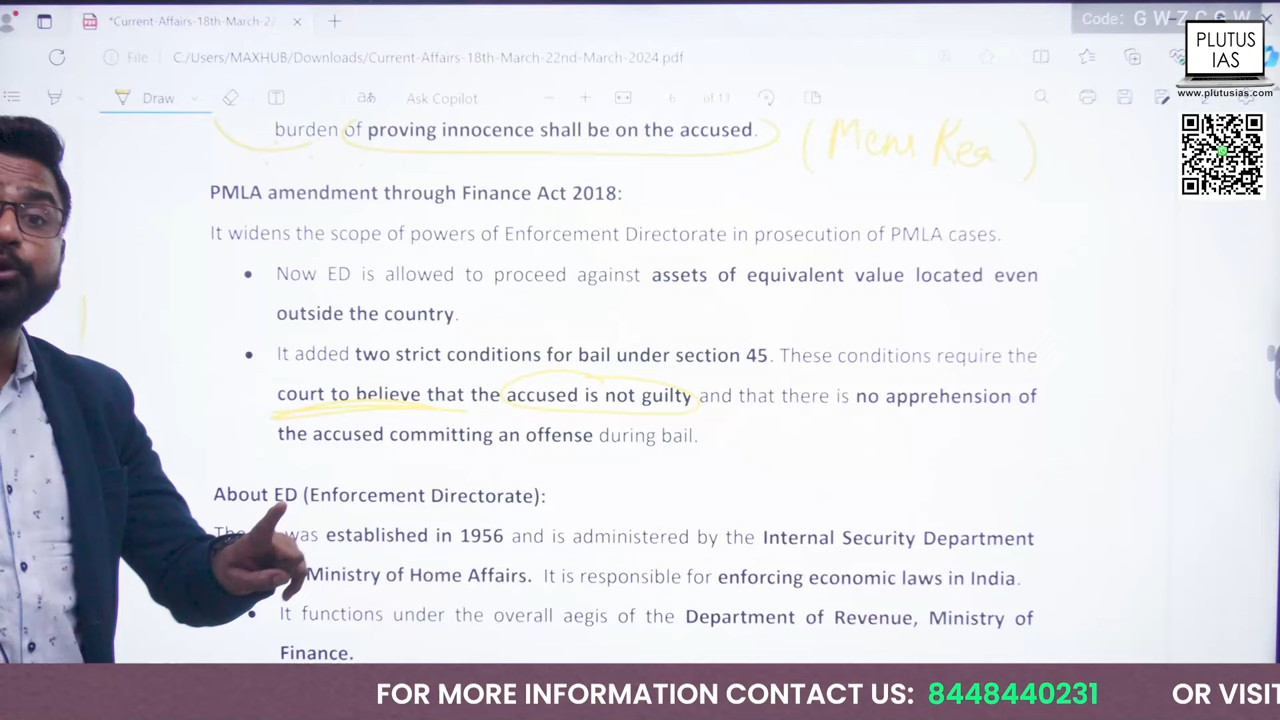 *Current-Affairs-18th-March-2
Code: G W Z C G W
File C:/Users/MAXHUB/Downloads/Current-Affairs-18th-March-22nd-March-2024.pdf
PLUTUS
IAS
www.plutusias.com
Draw
Ask Copilot
6 of 13
burden of proving innocence shall be on the accused.
(Mens Rea)
PMLA amendment through Finance Act 2018:
It widens the scope of powers of Enforcement Directorate in prosecution of PMLA cases.
• Now ED is allowed to proceed against assets of equivalent value located even
outside the country.
• It added two strict conditions for bail under section 45. These conditions require the
court to believe that the accused is not guilty and that there is no apprehension of
the accused committing an offense during bail.
About ED (Enforcement Directorate):
was established in 1956 and is administered by the Internal Security Department
Ministry of Home Affairs. It is responsible for enforcing economic laws in India.
• It functions under the overall aegis of the Department of Revenue, Ministry of
Finance.
FOR MORE INFORMATION CONTACT US: 8448440231 OR VISIT